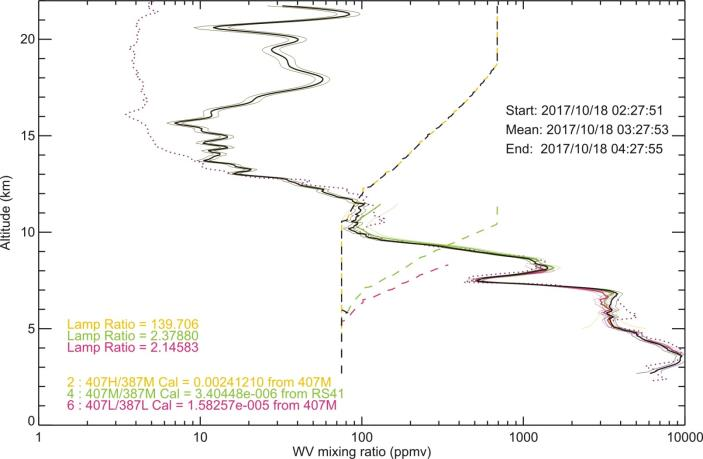 20
Start: 2017/10/18 02:27:51
Mean: 2017/10/18 03:27:53
End: 2017/10/18 04:27:55
15
Altitude (km)
10
Lamp Ratio = 139.706
Lamp Ratio = 2.37880
Lamp Ratio = 2.14583
5
2 : 407H/387M Cal = 0.00241210 from 407M
4 : 407M/387M Cal = 3.40448e-006 from RS41
6 : 407L/387L Cal = 1.58257e-005 from 407M
0
1 10 100 1000 10000
WV mixing ratio (ppmv)